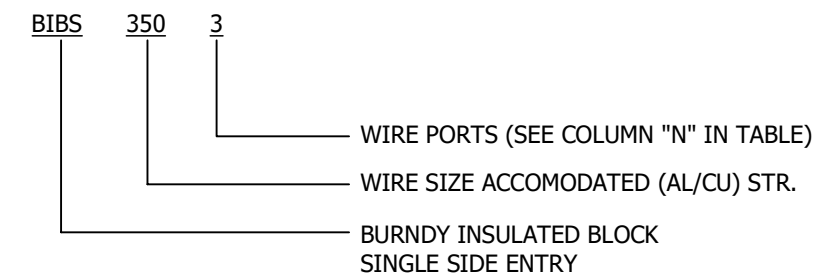 BIBS 350 3
WIRE PORTS (SEE COLUMN "N" IN TABLE)
WIRE SIZE ACCOMODATED (AL/CU) STR.
BURNDY INSULATED BLOCK
SINGLE SIDE ENTRY